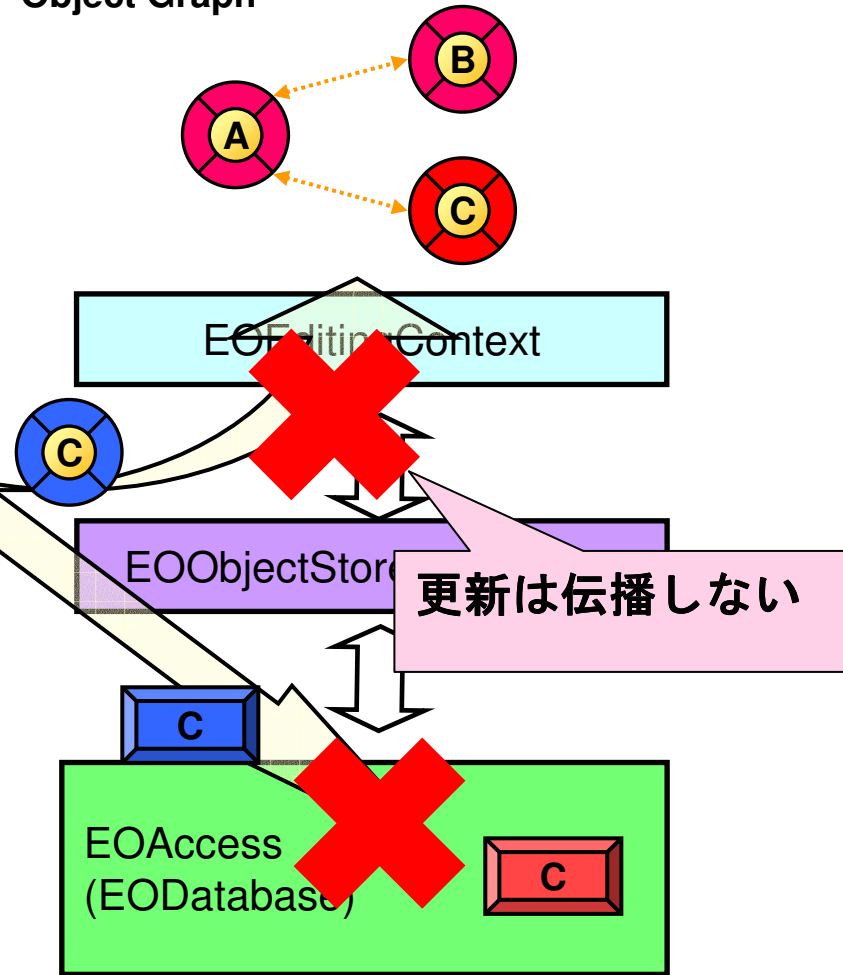 Object Graph
B
A
C
EOEditingContext
C
EOObjectStore
更新は伝播しない
C
EOAccess
(EODatabase)
C